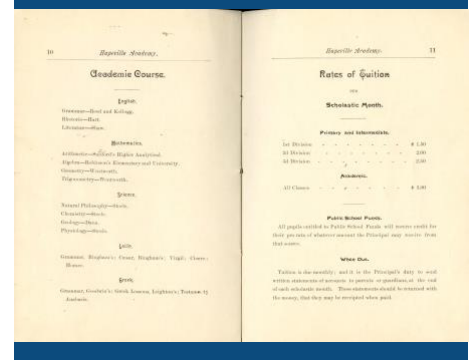 10
Hapeville Academy.
Academic Course.
English.
Grammar—Reed and Kellogg.
Rhetoric—Hart.
Literature—Shaw.
Mathematics.
Arithmetic—Sanford's Higher Analytical.
Algebra—Robinson's Elementary and University.
Geometry—Wentworth.
Trigonometry—Wentworth.
Science.
Natural Philosophy—Steele.
Chemistry—Steele.
Geology—Dana.
Physiology—Steele.
Latin.
Grammar, Bingham's; Cæsar, Bingham's; Virgil; Cicero;
Horace.
Greek.
Grammar, Goodwin's; Greek Lessons, Leighton's; Testament;
Anabasis.
Hapeville Academy.
11
Rates of Tuition
PER
Scholastic Month.
Primary and Intermediate.
1st Division - - - - - - $ 1.50
2d Division - - - - - - 2.00
3d Division - - - - - - 2.50
Academic.
All Classes - - - - - - $ 3.00
Public School Funds.
All pupils entitled to Public School Funds will receive credit for
their pro rata of whatever amount the Principal may receive from
that source.
When Due.
Tuition is due monthly; and it is the Principal's duty to send
written statements of accounts to parents or guardians, at the end
of each scholastic month. These statements should be returned with
the money, that they may be receipted when paid.